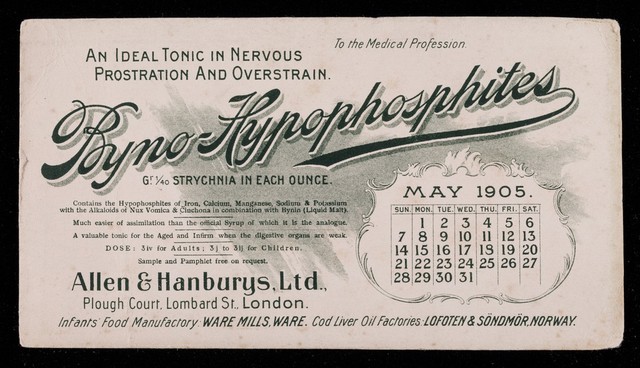 To the Medical Profession.
AN IDEAL TONIC IN NERVOUS
PROSTRATION AND OVERSTRAIN.
Byno-Hypophosphites
Gr 1/40 STRYCHNIA IN EACH OUNCE.
Contains the Hypophosphites of Iron, Calcium, Manganese, Sodium & Potassium
with the Alkaloids of Nux Vomica & Cinchona in combination with Bynin (Liquid Malt).
Much easier of assimilation than the official Syrup of which it is the analogue.
A valuable tonic for the Aged and Infirm when the digestive organs are weak.
DOSE: ʒiv for Adults; ʒj to ʒij for Children.
Sample and Pamphlet free on request.
Allen & Hanburys, Ltd.,
Plough Court, Lombard St., London.
MAY 1905.
SUN. MON. TUE. WED. THU. FRI. SAT.
1 2 3 4 5 6
7 8 9 10 11 12 13
14 15 16 17 18 19 20
21 22 23 24 25 26 27
28 29 30 31
Infants' Food Manufactory: WARE MILLS, WARE. Cod Liver Oil Factories: LOFOTEN & SÖNDMÖR, NORWAY.